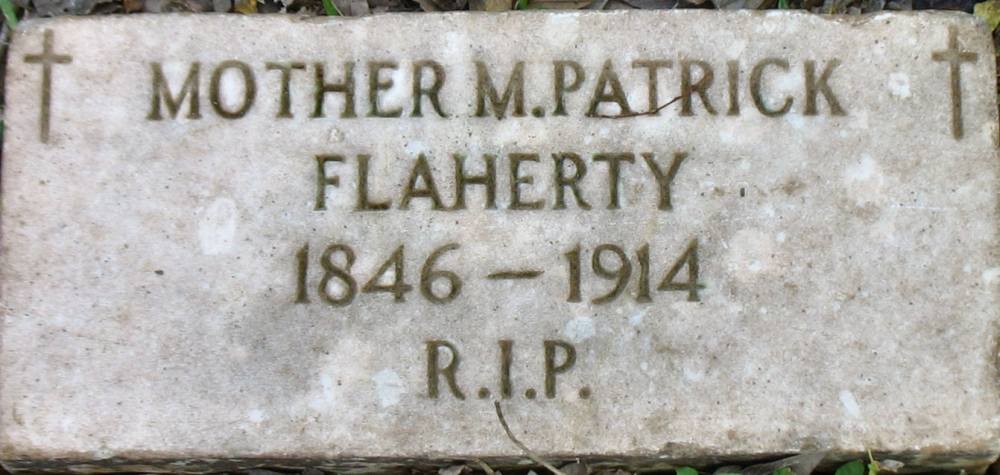 MOTHER M. PATRICK
FLAHERTY
1846 – 1914
R.I.P.